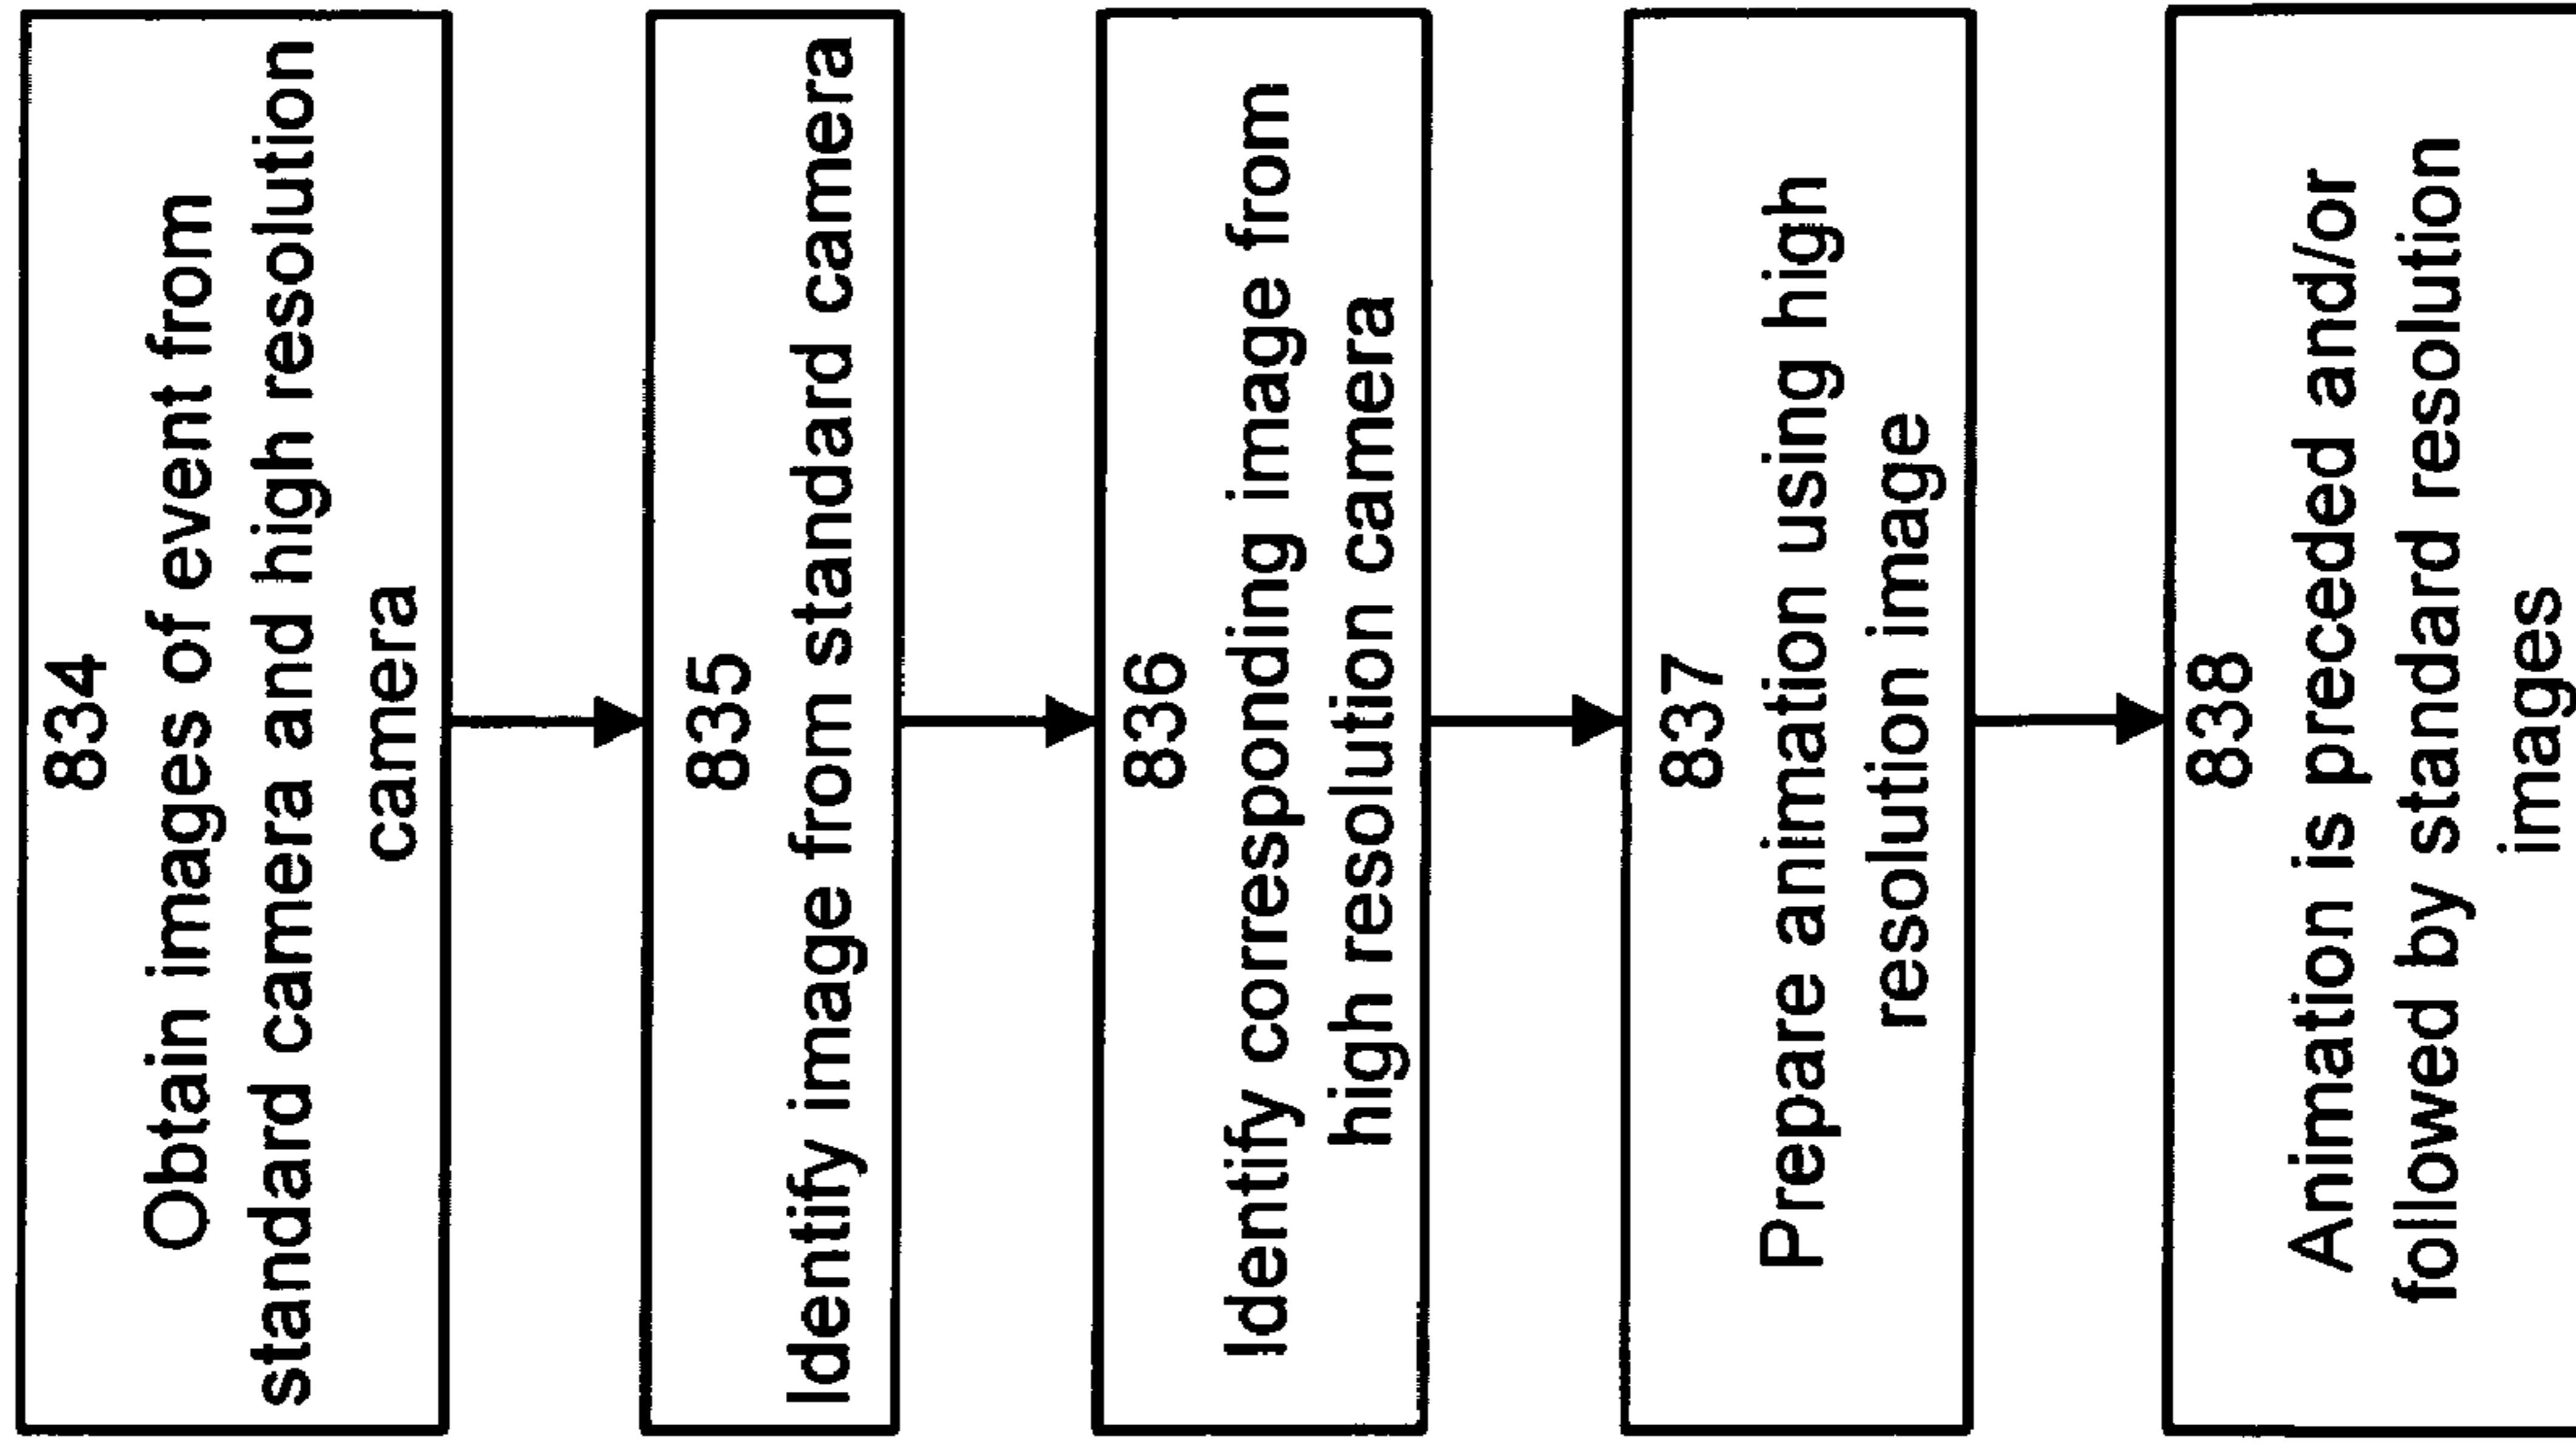 834
Obtain images of event from
standard camera and high resolution
camera
835
Identify image from standard camera
836
Identify corresponding image from
high resolution camera
837
Prepare animation using high
resolution image
838
Animation is preceded and/or
followed by standard resolution
images